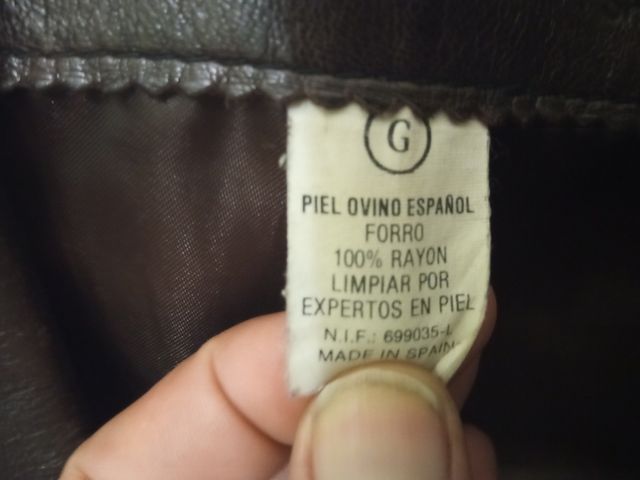 G
PIEL OVINO ESPAÑOL
FORRO
100% RAYON
LIMPIAR POR
EXPERTOS EN PIEL
N.I.F.: 699035-L
MADE IN SPAIN